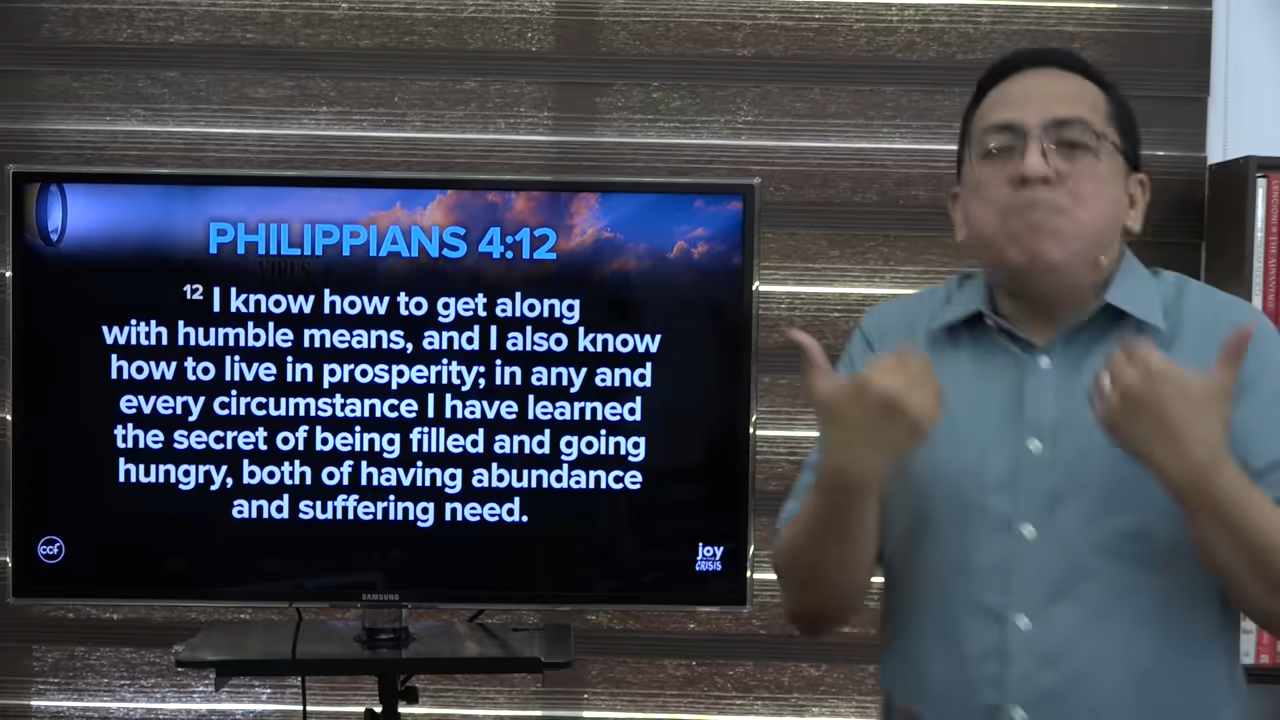 PHILIPPIANS 4:12
12 I know how to get along
with humble means, and I also know
how to live in prosperity; in any and
every circumstance I have learned
the secret of being filled and going
hungry, both of having abundance
and suffering need.
ccf
joy
CRISIS
SAMSUNG